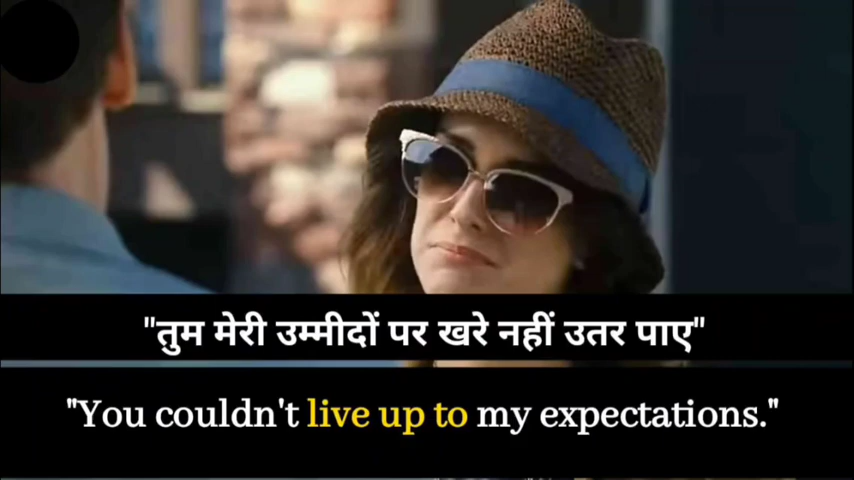 "तुम मेरी उम्मीदों पर खरे नहीं उतर पाए"
"You couldn't live up to my expectations."